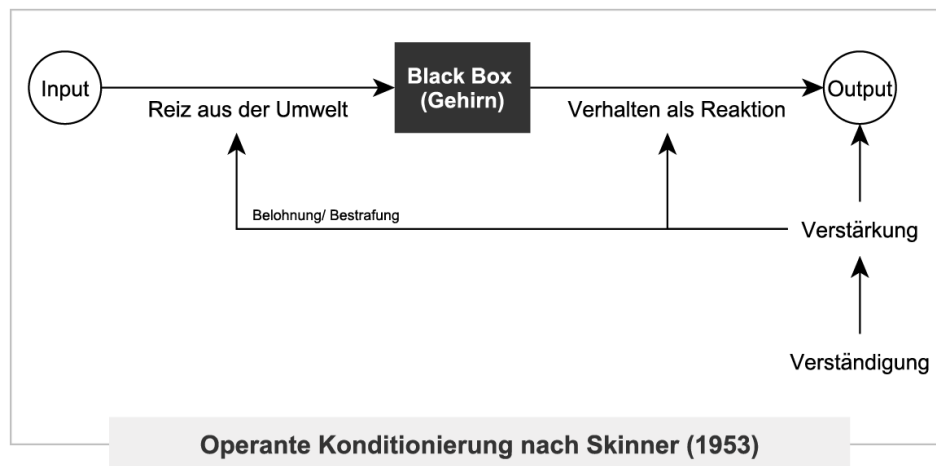 Input
Black Box
(Gehirn)
Output
Reiz aus der Umwelt
Verhalten als Reaktion
Belohnung/ Bestrafung
Verstärkung
Verständigung
Operante Konditionierung nach Skinner (1953)